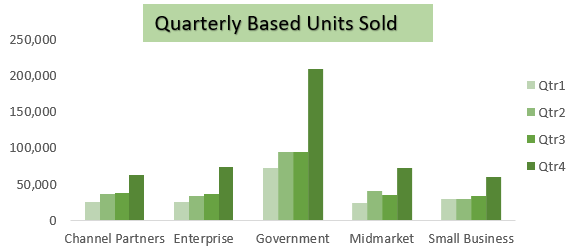 Quarterly Based Units Sold
250,000
200,000
150,000
100,000
50,000
0
Channel Partners Enterprise Government Midmarket Small Business
Qtr1
Qtr2
Qtr3
Qtr4